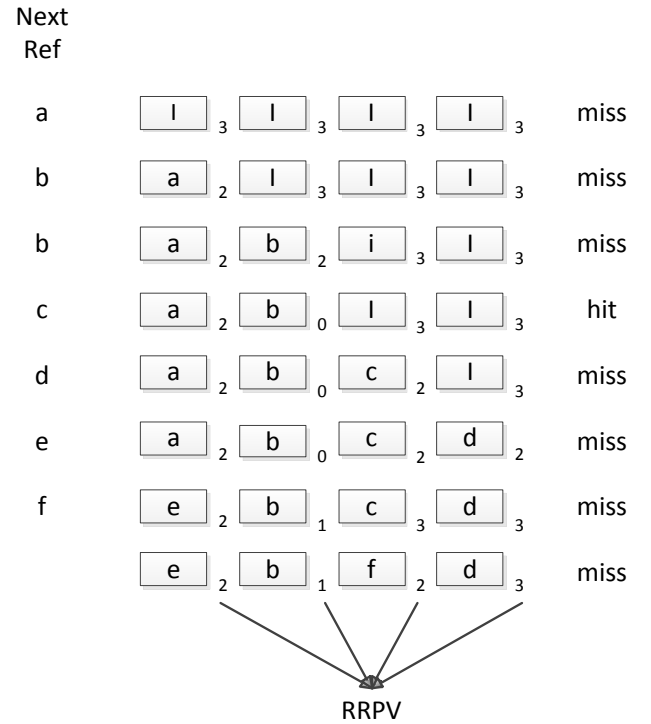 Next
Ref
a I 3 I 3 I 3 I 3 miss
b a 2 I 3 I 3 I 3 miss
b a 2 b 2 i 3 I 3 miss
c a 2 b 0 I 3 I 3 hit
d a 2 b 0 c 2 I 3 miss
e a 2 b 0 c 2 d 2 miss
f e 2 b 1 c 3 d 3 miss
e 2 b 1 f 2 d 3 miss
RRPV